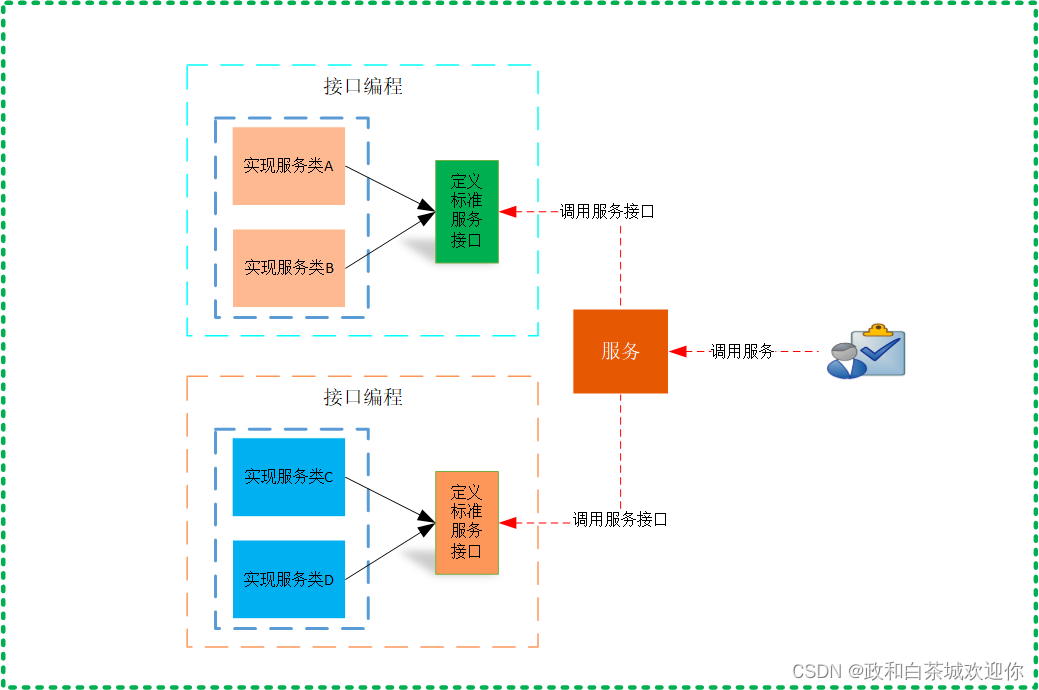 接口编程
实现服务类A
实现服务类B
定义
标准
服务
接口
调用服务接口
服务
调用服务
接口编程
实现服务类C
实现服务类D
定义
标准
服务
接口
调用服务接口
CSDN @政和白茶城欢迎你